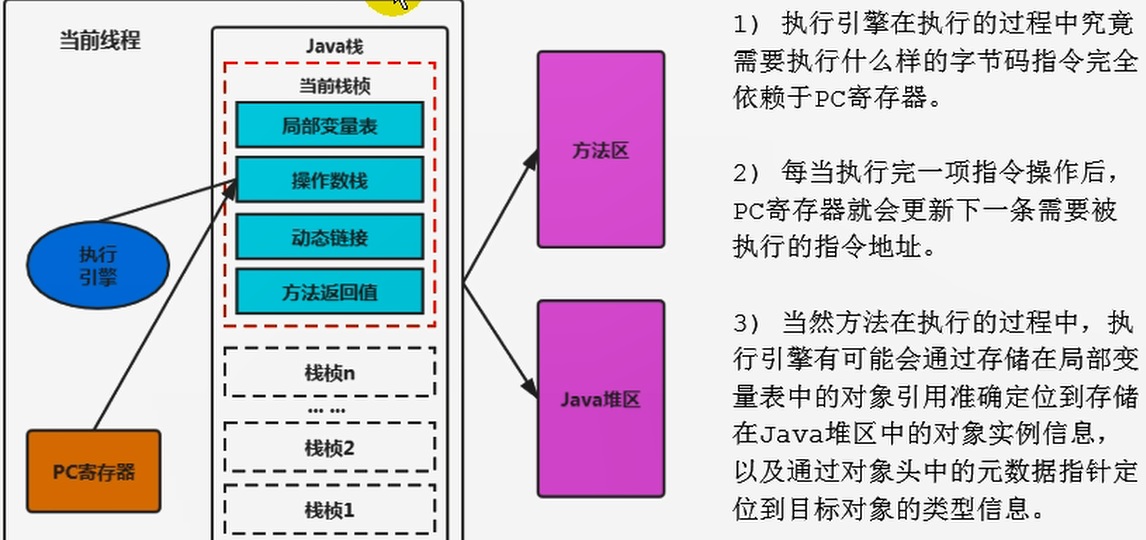 当前线程
Java栈
当前栈桢
局部变量表
操作数栈
动态链接
方法返回值
栈桢n
... ...
栈桢2
栈桢1
执行
引擎
PC寄存器
方法区
Java堆区
1) 执行引擎在执行的过程中究竟
需要执行什么样的字节码指令完全
依赖于PC寄存器。
2) 每当执行完一项指令操作后，
PC寄存器就会更新下一条需要被
执行的指令地址。
3) 当然方法在执行的过程中，执
行引擎有可能会通过存储在局部变
量表中的对象引用准确定位到存储
在Java堆区中的对象实例信息，
以及通过对象头中的元数据指针定
位到目标对象的类型信息。